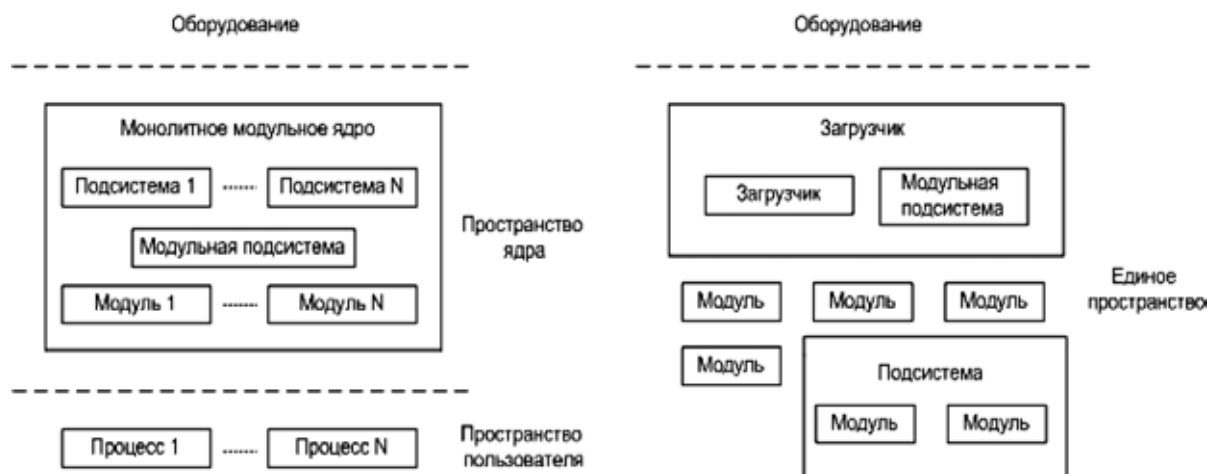 Оборудование
Монолитное модульное ядро
Подсистема 1 ........ Подсистема N
Модульная подсистема
Модуль 1 ........ Модуль N
Пространство
ядра
Процесс 1 ........ Процесс N
Пространство
пользователя
Оборудование
Загрузчик
Загрузчик
Модульная
подсистема
Модуль Модуль Модуль
Единое
пространство
Модуль
Подсистема
Модуль Модуль